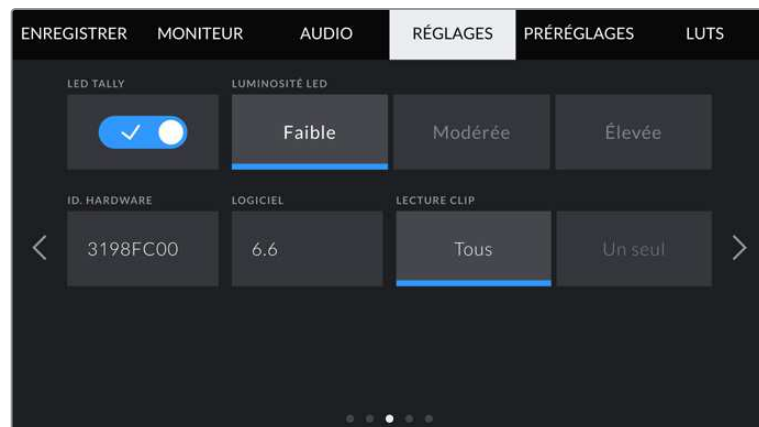 ENREGISTRER MONITEUR AUDIO RÉGLAGES PRÉRÉGLAGES LUTS
LED TALLY LUMINOSITÉ LED
Faible Modérée Élevée
ID. HARDWARE LOGICIEL LECTURE CLIP
3198FC00 6.6 Tous Un seul